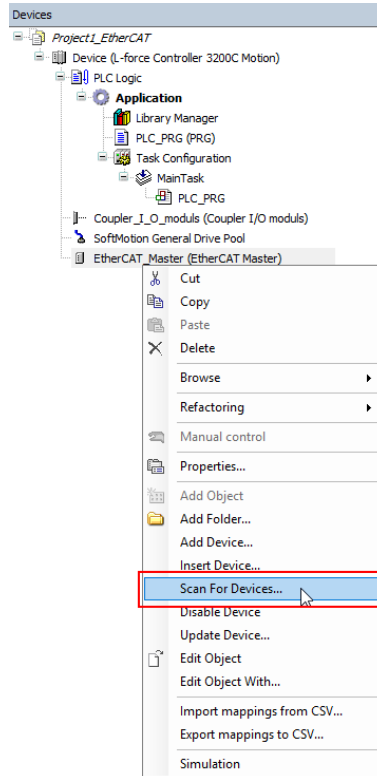 Devices
Project1_EtherCAT
Device (L-force Controller 3200C Motion)
PLC Logic
Application
Library Manager
PLC_PRG (PRG)
Task Configuration
MainTask
PLC_PRG
Coupler_I_O_moduls (Coupler I/O moduls)
SoftMotion General Drive Pool
EtherCAT_Master (EtherCAT Master)
Cut
Copy
Paste
Delete
Browse
Refactoring
Manual control
Properties...
Add Object
Add Folder...
Add Device...
Insert Device...
Scan For Devices...
Disable Device
Update Device...
Edit Object
Edit Object With...
Import mappings from CSV...
Export mappings to CSV...
Simulation